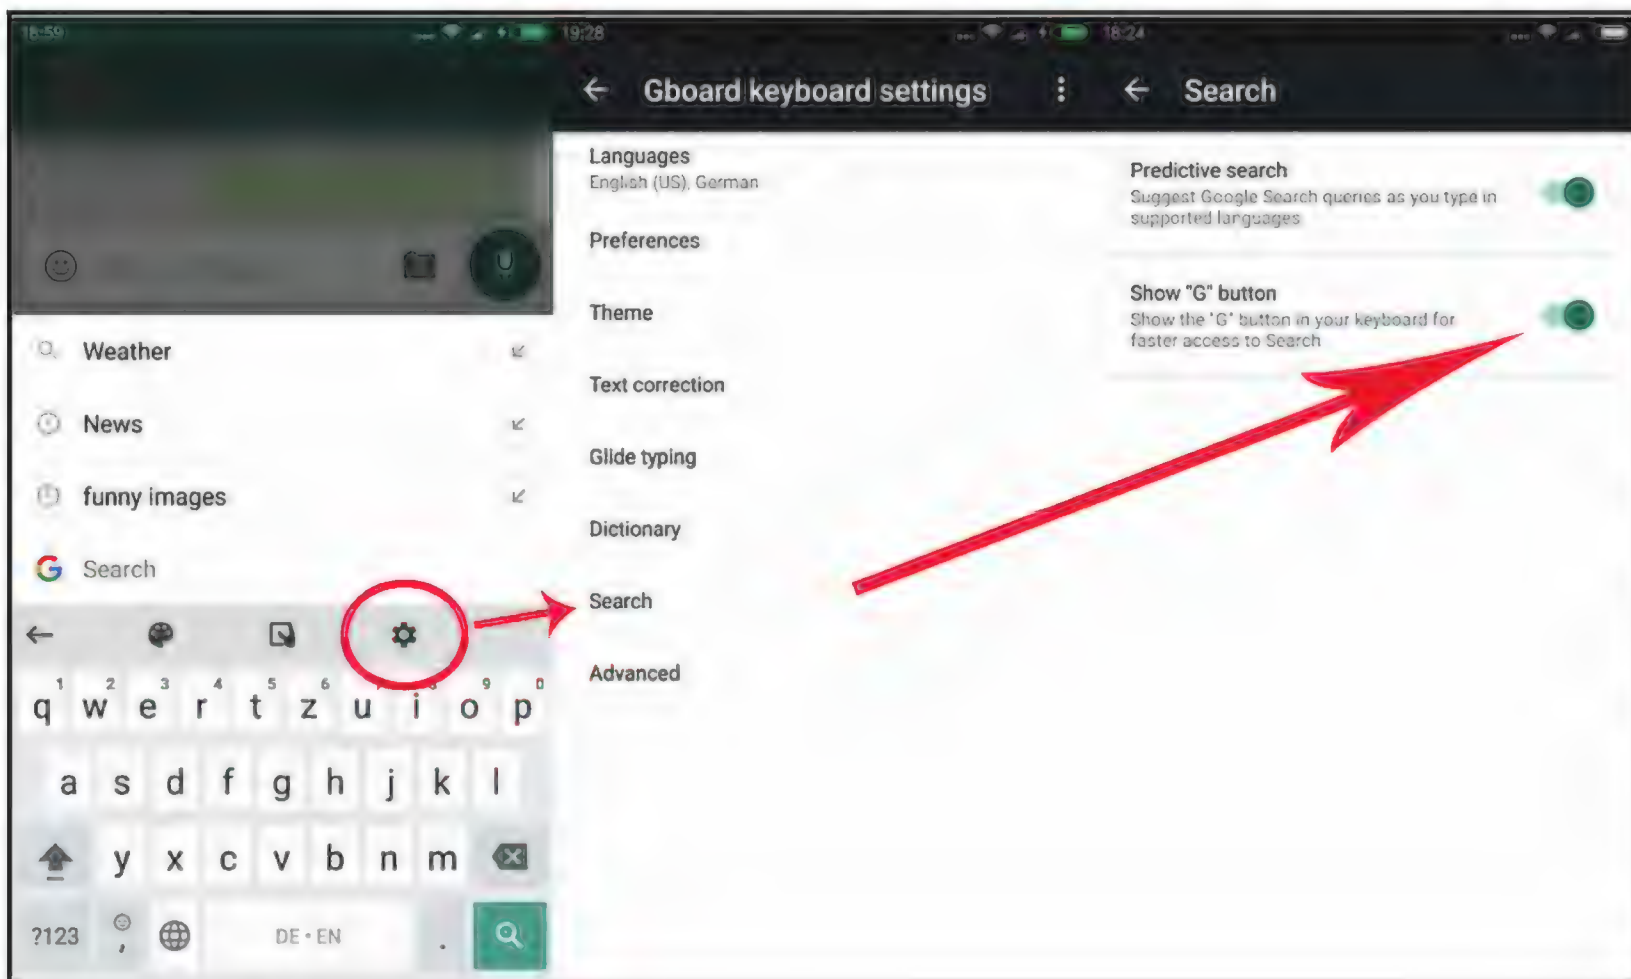 19:28
18:24
Gboard keyboard settings
Search
Languages
English (US), German
Preferences
Theme
Text correction
Glide typing
Dictionary
Search
Advanced
Predictive search
Suggest Google Search queries as you type in
supported languages
Show "G" button
Show the "G" button in your keyboard for
faster access to Search
Weather
News
funny images
G Search
1 2 3 4 5 6 9 0
q w e r t z u i o p
a s d f g h j k l
y x c v b n m
?123 , DE • EN .